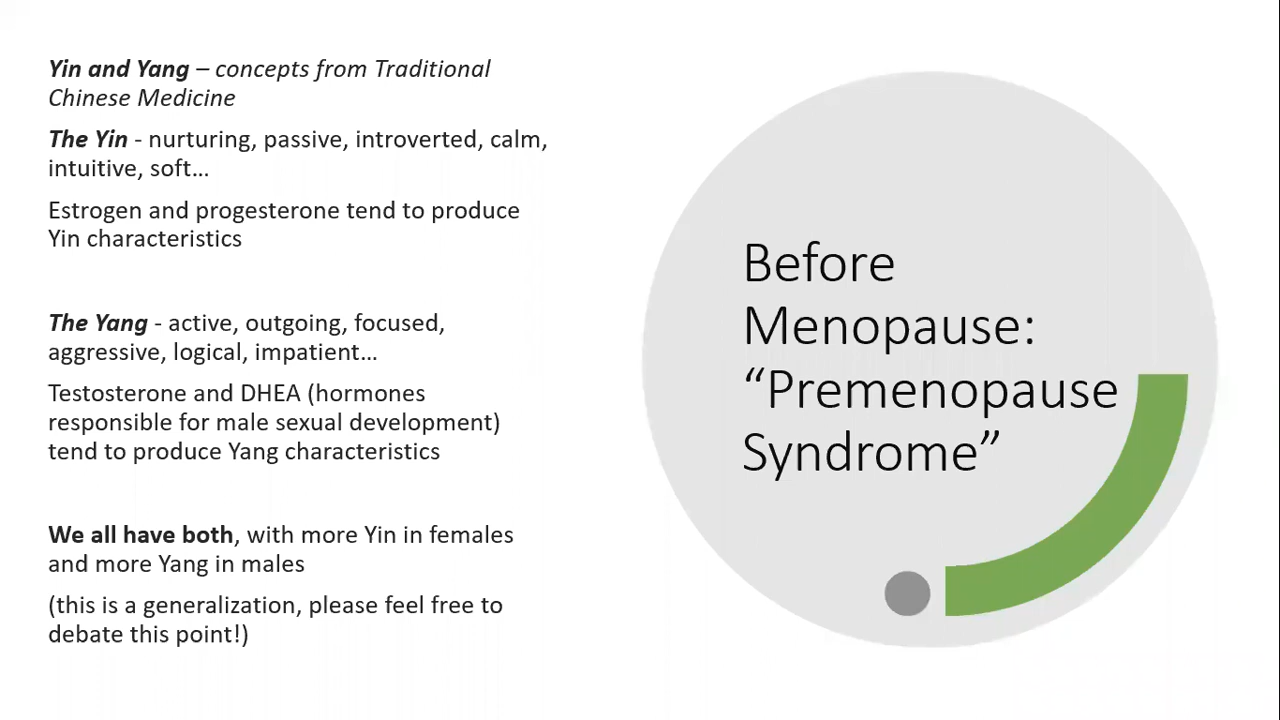 Yin and Yang – concepts from Traditional
Chinese Medicine
The Yin - nurturing, passive, introverted, calm,
intuitive, soft...
Estrogen and progesterone tend to produce
Yin characteristics
The Yang - active, outgoing, focused,
aggressive, logical, impatient...
Testosterone and DHEA (hormones
responsible for male sexual development)
tend to produce Yang characteristics
We all have both, with more Yin in females
and more Yang in males
(this is a generalization, please feel free to
debate this point!)
Before
Menopause:
“Premenopause
Syndrome”